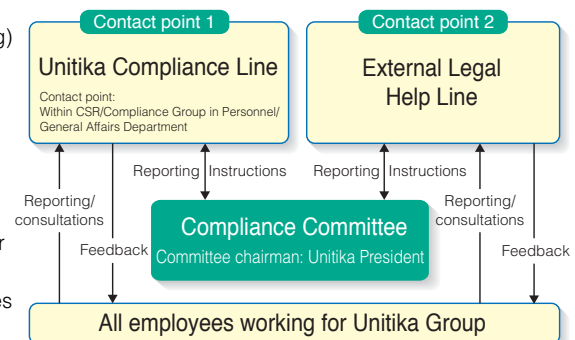 Contact point 1
Contact point 2
g)
Unitika Compliance Line
Contact point:
Within CSR/Compliance Group in Personnel/
General Affairs Department
External Legal
Help Line
Reporting Instructions
Reporting Instructions
Reporting/
consultations
Reporting/
consultations
Compliance Committee
Committee chairman: Unitika President
r
Feedback
Feedback
es
All employees working for Unitika Group